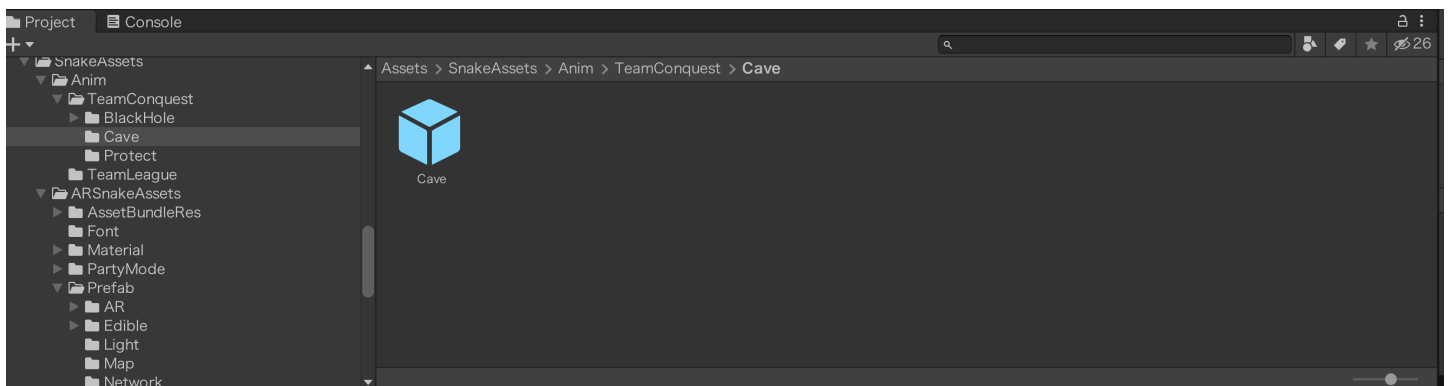 Project
Console
26
SnakeAssets
Anim
TeamConquest
BlackHole
Cave
Protect
TeamLeague
ARSnakeAssets
AssetBundleRes
Font
Material
PartyMode
Prefab
AR
Edible
Light
Map
Network
Assets > SnakeAssets > Anim > TeamConquest > Cave
Cave